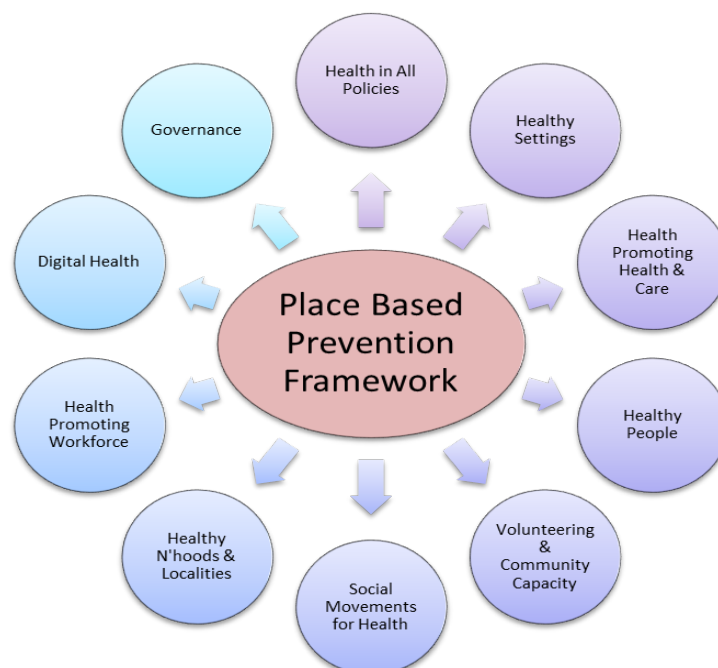 Health in All
Policies
Healthy
Settings
Health
Promoting
Health &
Care
Healthy
People
Volunteering
&
Community
Capacity
Social
Movements
for Health
Healthy
N'hoods &
Localities
Health
Promoting
Workforce
Digital Health
Governance
Place Based
Prevention
Framework